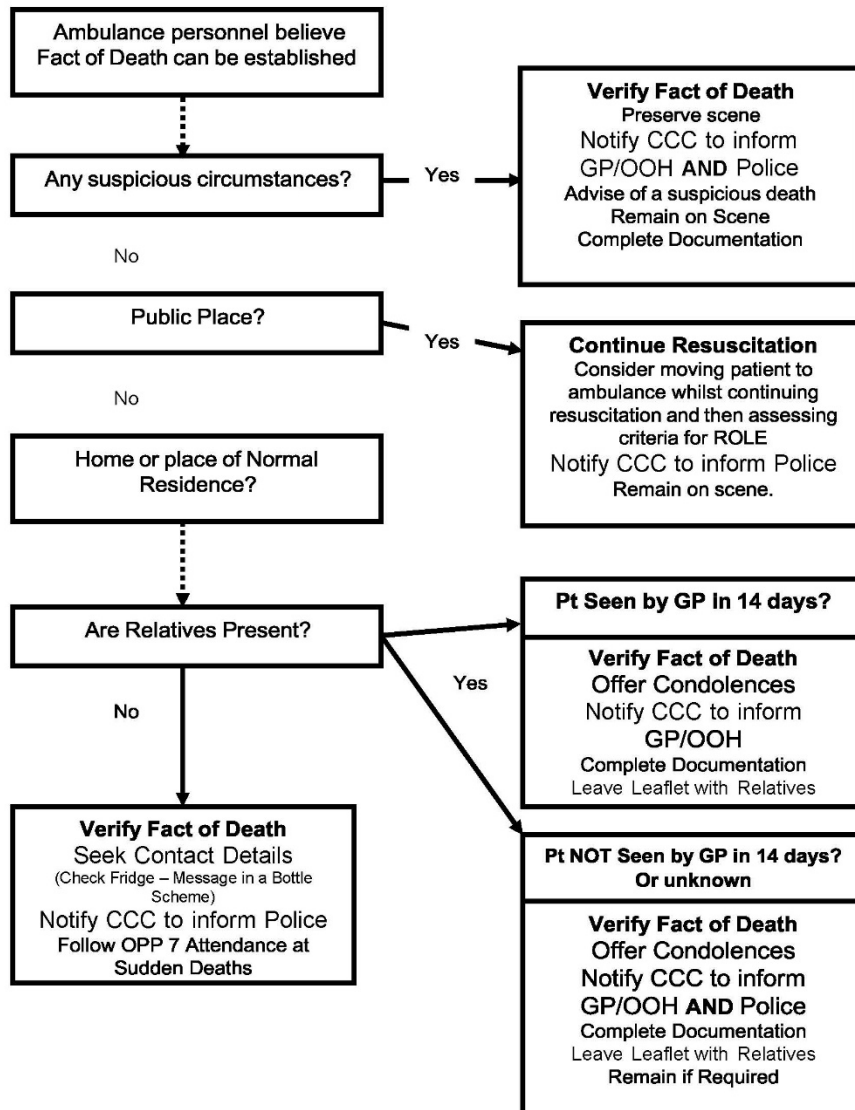 Ambulance personnel believe
Fact of Death can be established
Any suspicious circumstances?
Yes
Verify Fact of Death
Preserve scene
Notify CCC to inform
GP/OOH AND Police
Advise of a suspicious death
Remain on Scene
Complete Documentation
No
Public Place?
Yes
Continue Resuscitation
Consider moving patient to
ambulance whilst continuing
resuscitation and then assessing
criteria for ROLE
Notify CCC to inform Police
Remain on scene.
No
Home or place of Normal
Residence?
Are Relatives Present?
Yes
Pt Seen by GP In 14 days?
Verify Fact of Death
Offer Condolences
Notify CCC to inform
GP/OOH
Complete Documentation
Leave Leaflet with Relatives
No
Verify Fact of Death
Seek Contact Details
(Check Fridge – Message in a Bottle
Scheme)
Notify CCC to inform Police
Follow OPP 7 Attendance at
Sudden Deaths
Pt NOT Seen by GP in 14 days?
Or unknown
Verify Fact of Death
Offer Condolences
Notify CCC to inform
GP/OOH AND Police
Complete Documentation
Leave Leaflet with Relatives
Remain if Required